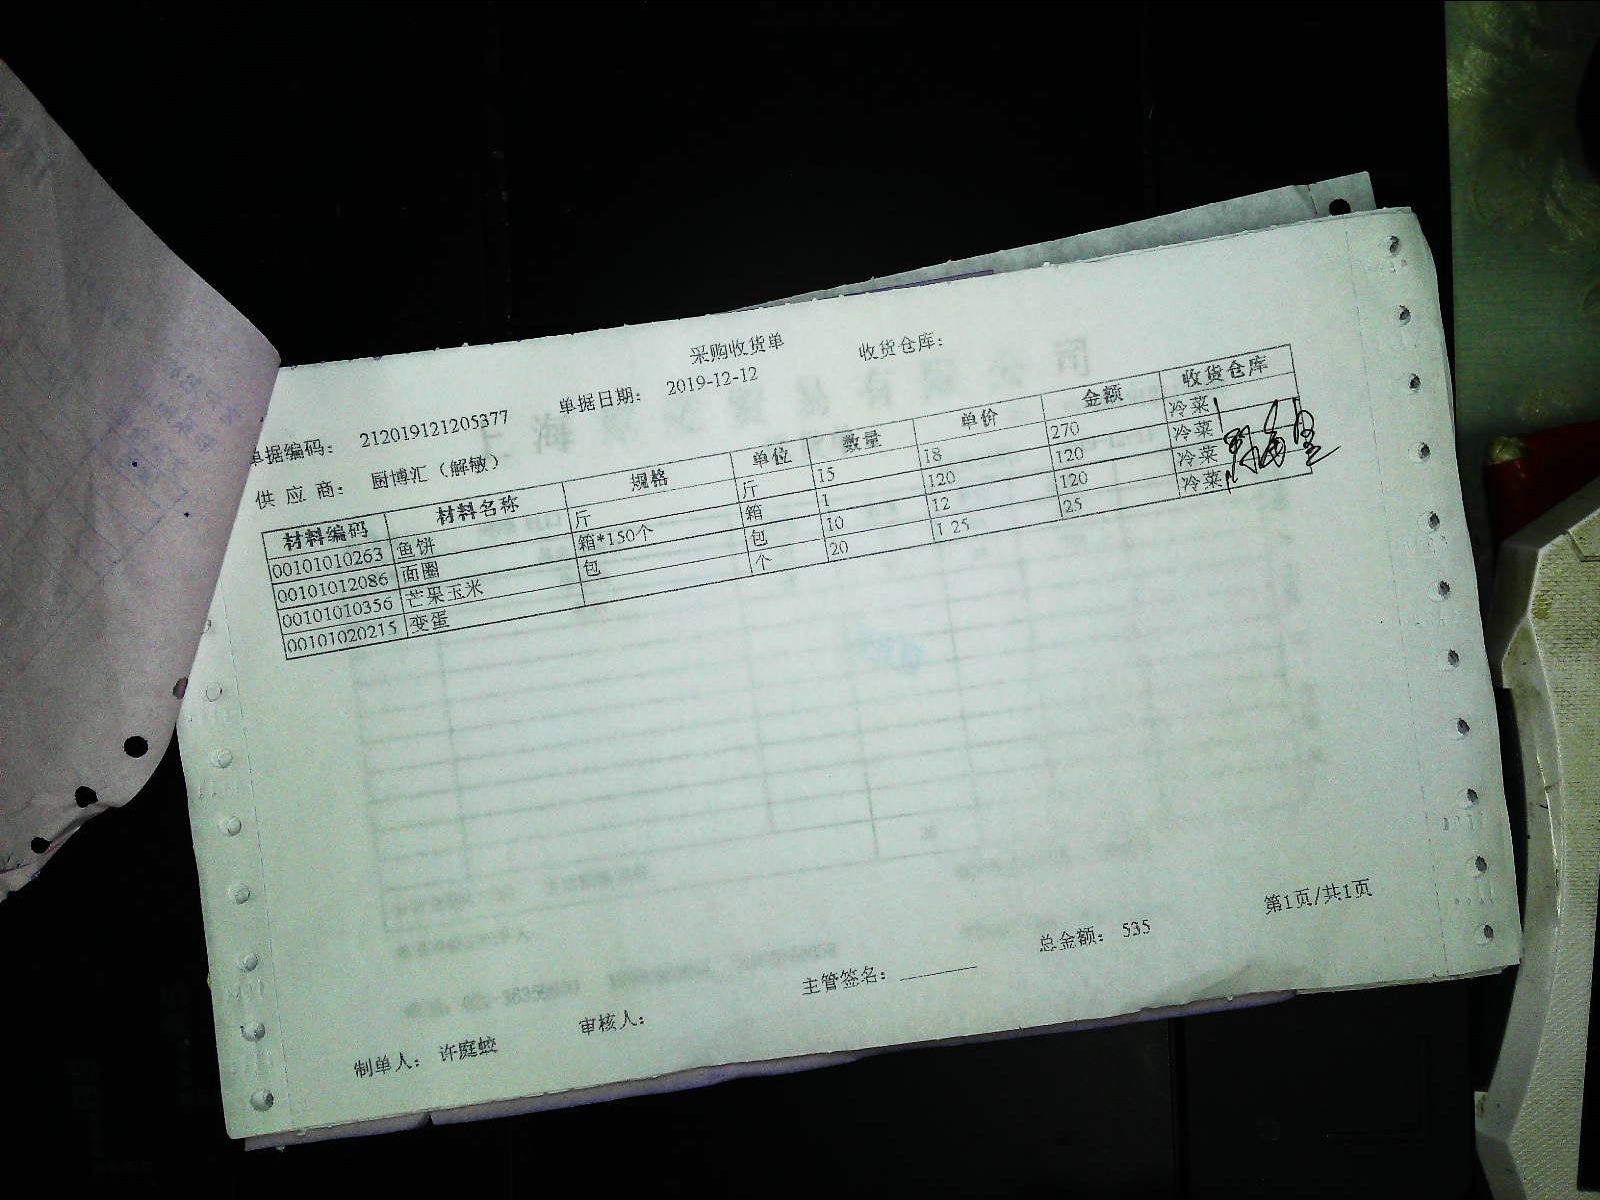 采购收货单 收货仓库：
单据编码： 212019121205377 单据日期： 2019-12-12
供 应 商： 厨博汇（解敏）
材料编码 材料名称 规格 单位 数量 单价 金额 收货仓库
00101010263 鱼饼 斤 斤 15 18 270 冷菜
00101012086 面圈 箱*150个 箱 1 120 120 冷菜
00101010356 芒果玉米 包 包 10 12 120 冷菜
00101020215 变蛋 个 20 1.25 25 冷菜
总金额： 535 第1页/共1页
制单人： 许庭蛟 审核人： 主管签名：